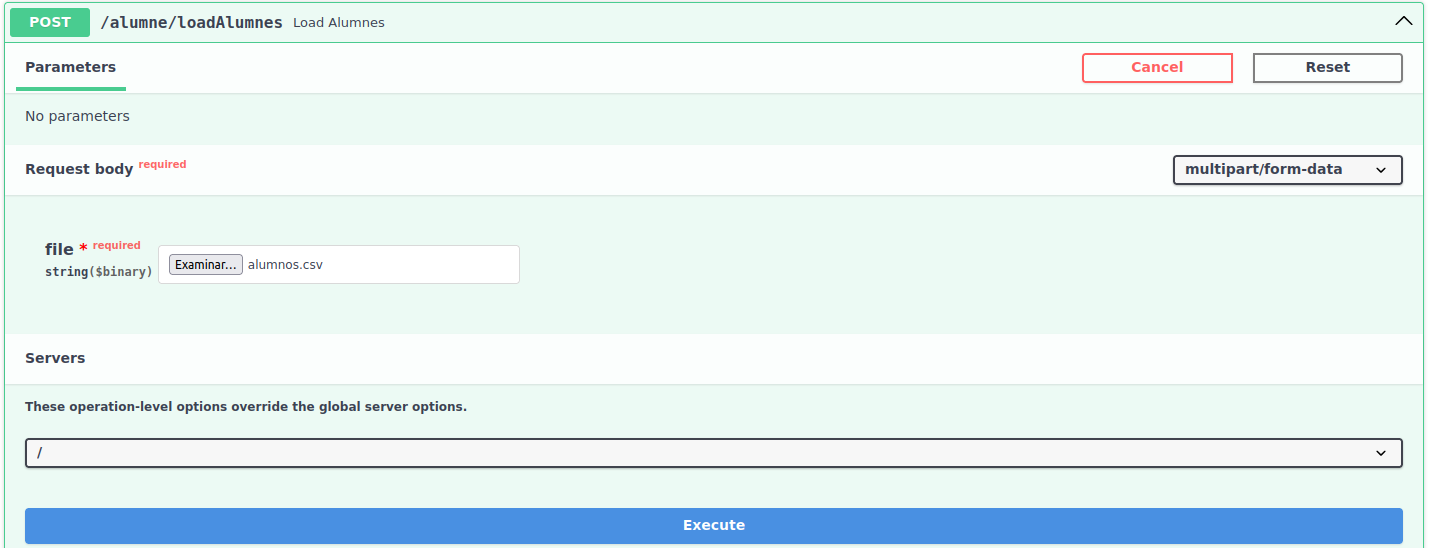 POST /alumne/loadAlumnes Load Alumnes
Parameters Cancel Reset
No parameters
Request body required multipart/form-data
file * required
string($binary) Examinar... alumnos.csv
Servers
These operation-level options override the global server options.
/
Execute